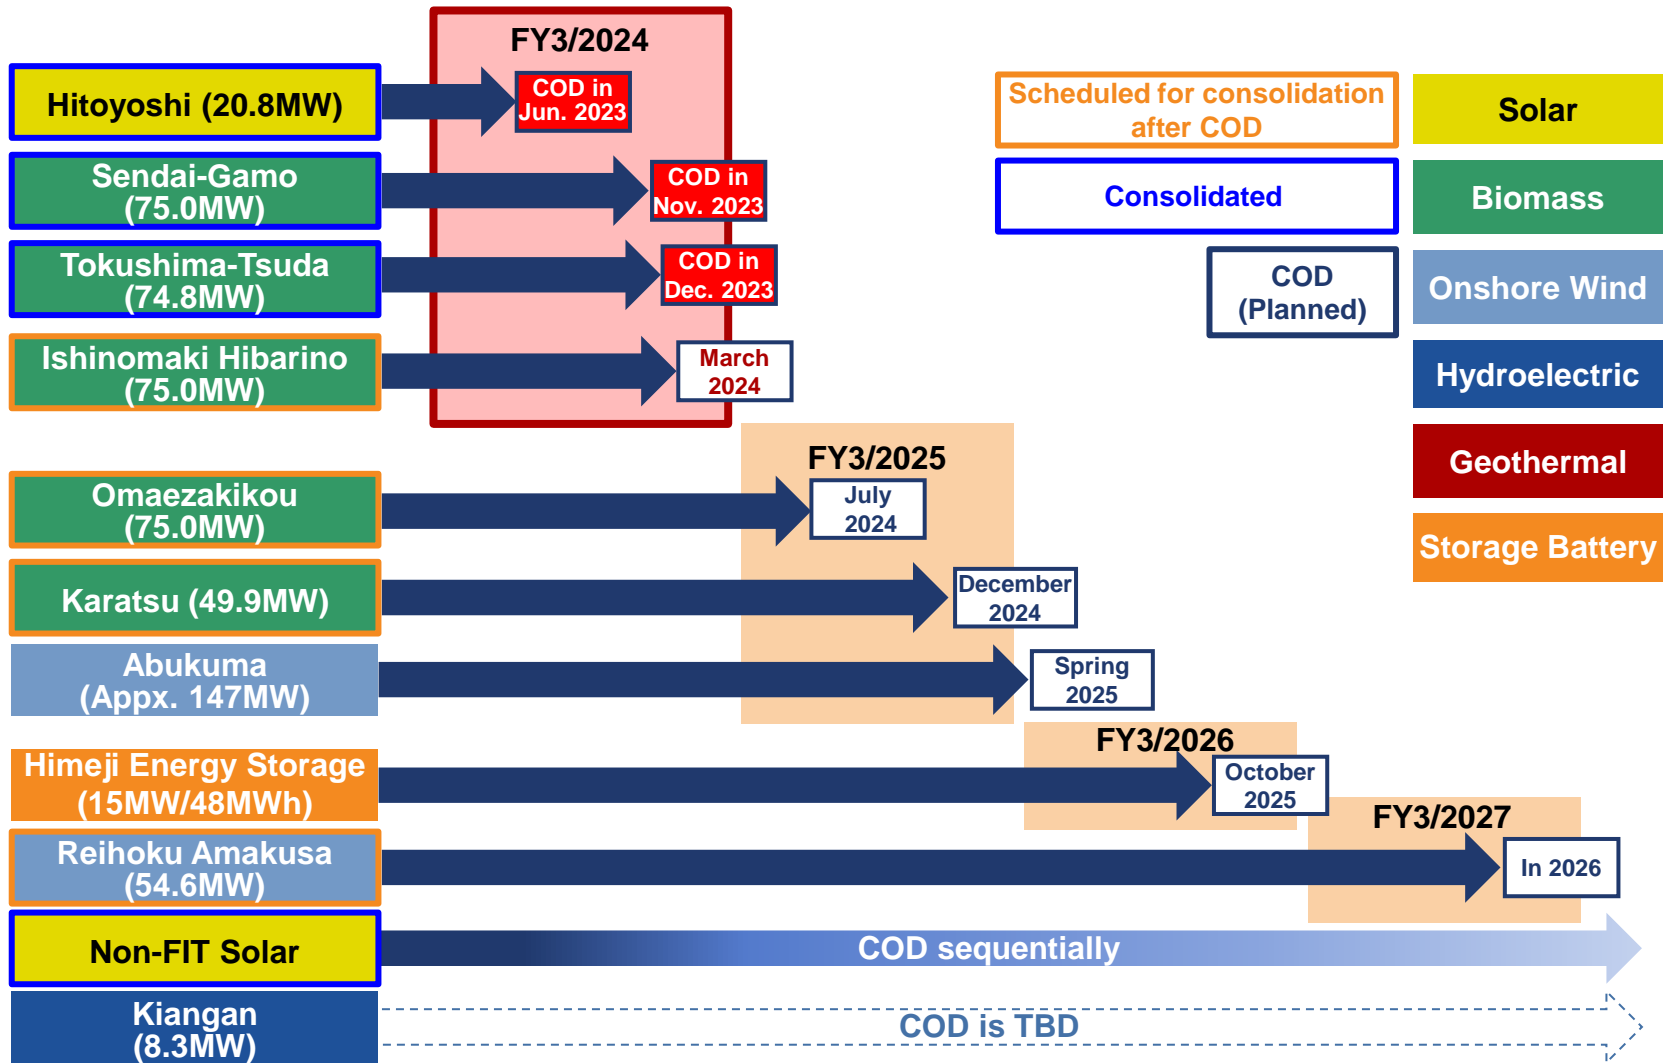 FY3/2024
Hitoyoshi (20.8MW)
COD in
Jun. 2023
Sendai-Gamo
(75.0MW)
COD in
Nov. 2023
Tokushima-Tsuda
(74.8MW)
COD in
Dec. 2023
Ishinomaki Hibarino
(75.0MW)
March
2024
Scheduled for consolidation
after COD
Consolidated
COD
(Planned)
Solar
Biomass
Onshore Wind
Hydroelectric
Geothermal
Storage Battery
FY3/2025
Omaezakikou
(75.0MW)
July
2024
Karatsu (49.9MW)
December
2024
Abukuma
(Appx. 147MW)
Spring
2025
FY3/2026
Himeji Energy Storage
(15MW/48MWh)
October
2025
FY3/2027
Reihoku Amakusa
(54.6MW)
In 2026
Non-FIT Solar
COD sequentially
Kiangan
(8.3MW)
COD is TBD